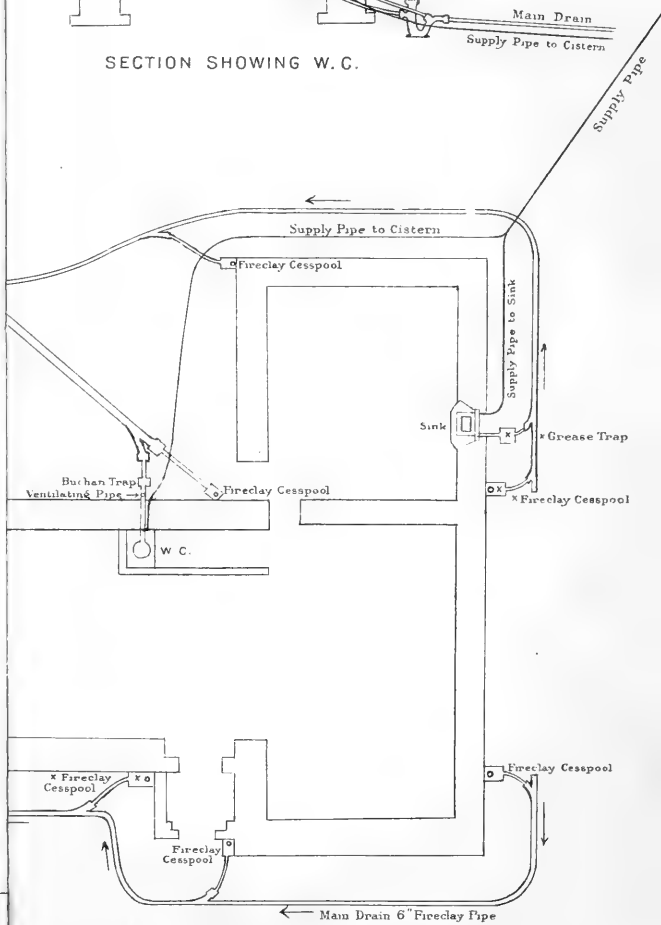 Main Drain
Supply Pipe to Cistern
SECTION SHOWING W.C.
Supply Pipe
Supply Pipe to Cistern
Fireclay Cesspool
Supply Pipe to Sink
Sink
x
x Grease Trap
Buchan Trap
Ventilating Pipe
Fireclay Cesspool
x
x Fireclay Cesspool
W C.
Fireclay Cesspool
x Fireclay
Cesspool
x
Fireclay
Cesspool
Main Drain 6" Fireclay Pipe